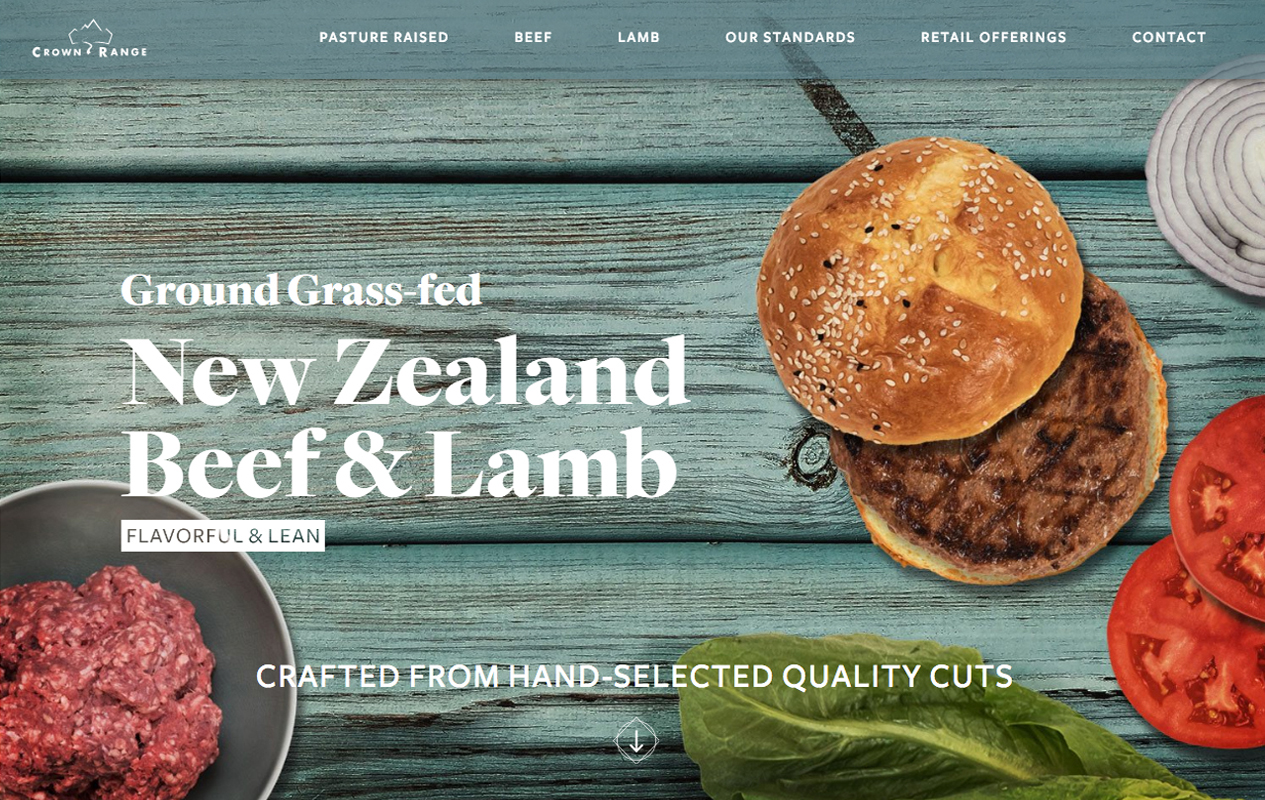 CROWN RANGE
PASTURE RAISED
BEEF
LAMB
OUR STANDARDS
RETAIL OFFERINGS
CONTACT
Ground Grass-fed
New Zealand
Beef & Lamb
FLAVORFUL & LEAN
CRAFTED FROM HAND-SELECTED QUALITY CUTS